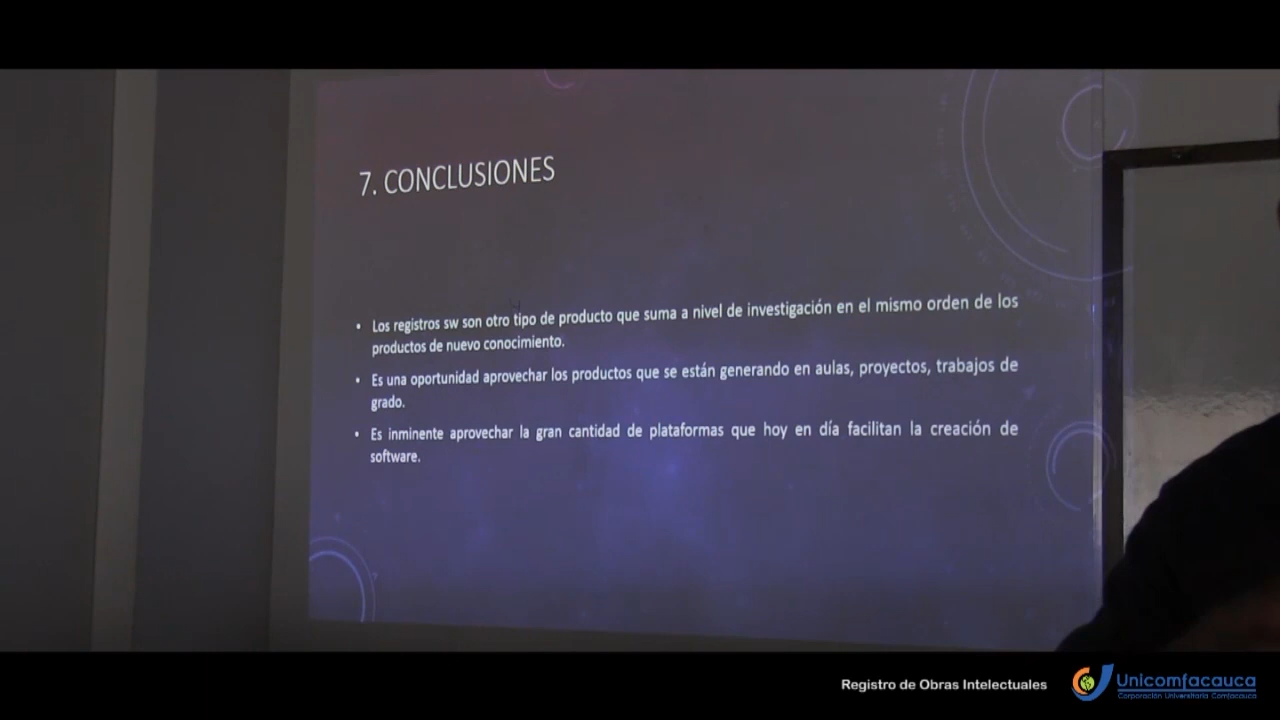 7. CONCLUSIONES
• Los registros sw son otro tipo de producto que suma a nivel de investigación en el mismo orden de los
productos de nuevo conocimiento.
• Es una oportunidad aprovechar los productos que se están generando en aulas, proyectos, trabajos de
grado.
• Es inminente aprovechar la gran cantidad de plataformas que hoy en día facilitan la creación de
software.
Registro de Obras Intelectuales
Unicomfacauca
Corporación Universitaria Comfacauca